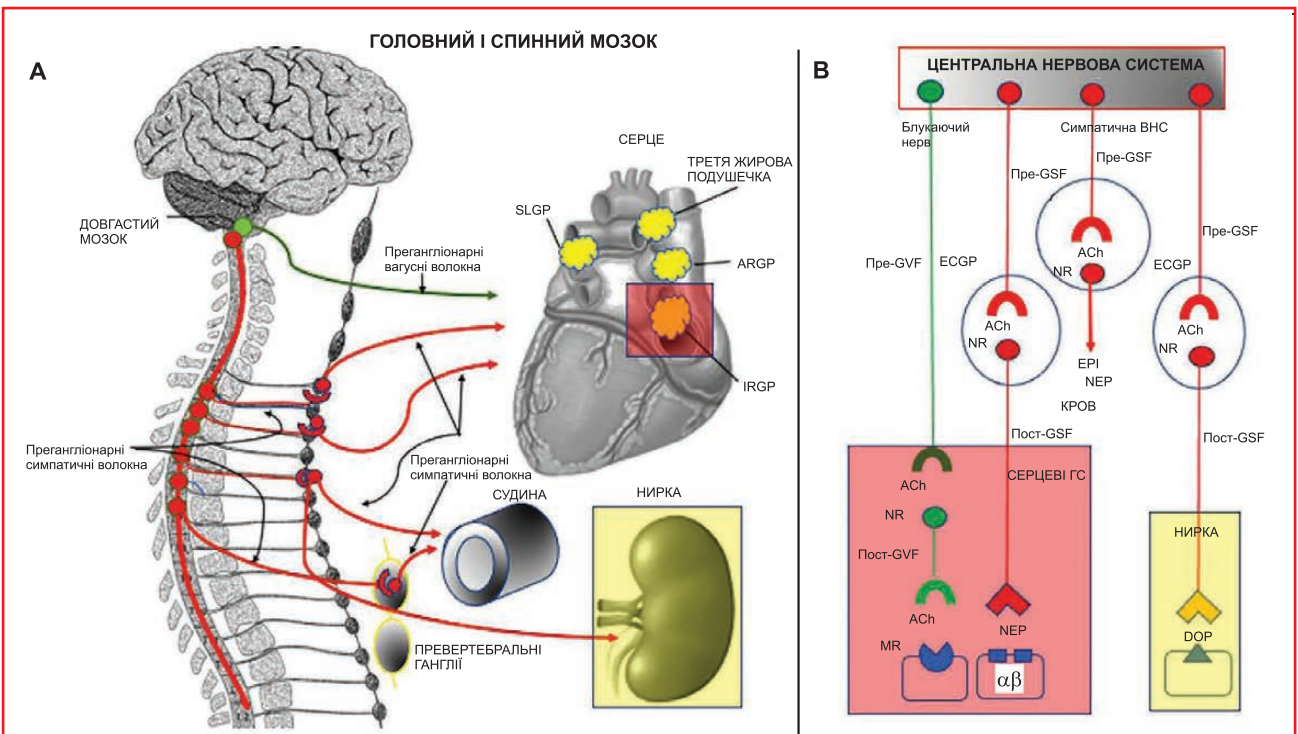 ГОЛОВНИЙ І СПИННИЙ МОЗОК
A
СЕРЦЕ
ТРЕТЯ ЖИРОВА
ПОДУШЕЧКА
SLGP
ДОВГАСТИЙ
МОЗОК
Прегангліонарні
вагусні волокна
ARGP
IRGP
Прегангліонарні
симпатичні волокна
Прегангліонарні
симпатичні волокна
СУДИНА
НИРКА
ПРЕВЕРТЕБРАЛЬНІ
ГАНГЛІЇ
B
ЦЕНТРАЛЬНА НЕРВОВА СИСТЕМА
Блукаючий
нерв
Симпатична ВНС
Пре-GSF
Пре-GSF
Пре-GSF
Пре-GVF
ECGP
ECGP
ACh
NR
ACh
NR
ACh
NR
EPI
NEP
КРОВ
Пост-GSF
Пост-GSF
СЕРЦЕВІ ГС
ACh
NR
Пост-GVF
ACh
NEP
MR
αβ
НИРКА
DOP